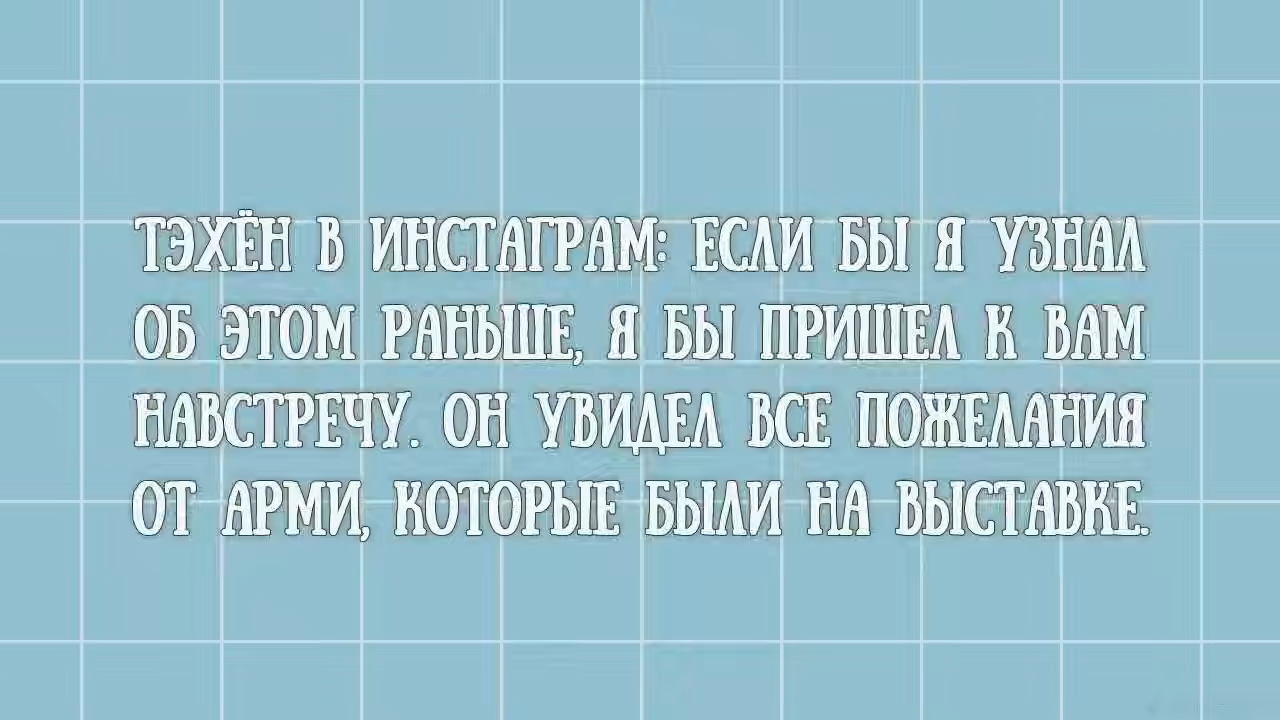 ТЭХЁН В ИНСТАГРАМ: ЕСЛИ БЫ Я УЗНАЛ
ОБ ЭТОМ РАНЬШЕ, Я БЫ ПРИШЕЛ К ВАМ
НАВСТРЕЧУ. ОН УВИДЕЛ ВСЕ ПОЖЕЛАНИЯ
ОТ АРМИ, КОТОРЫЕ БЫЛИ НА ВЫСТАВКЕ.